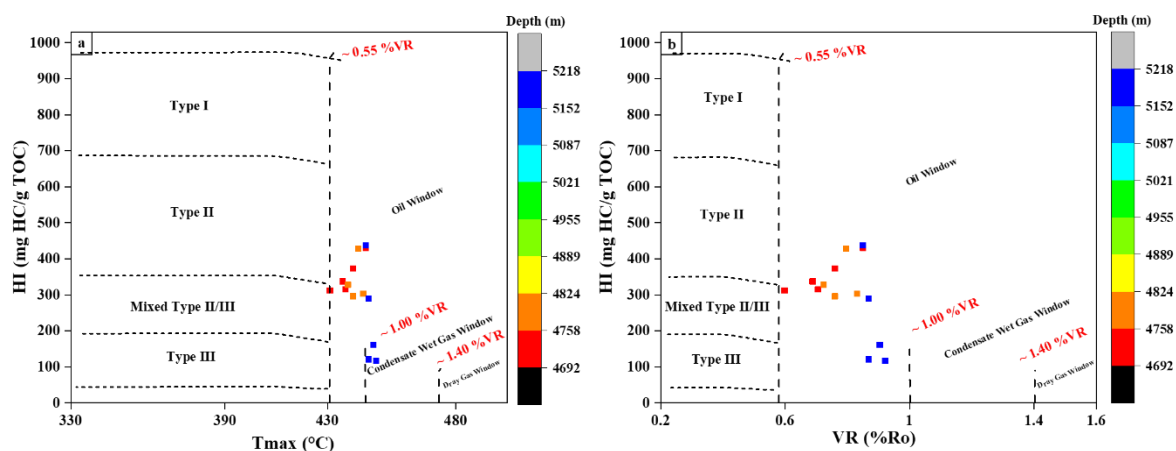 Depth (m)
a
1000
900
800
700
600
500
400
300
200
100
0
HI (mg HC/g TOC)
~ 0.55 %VR
Type I
Type II
Oil Window
Mixed Type II/III
Type III
~ 1.00 %VR
Condensate Wet Gas Window
~ 1.40 %VR
Dray Gas Window
330
390
430
480
Tmax (°C)
5218
5152
5087
5021
4955
4889
4824
4758
4692
Depth (m)
b
1000
900
800
700
600
500
400
300
200
100
0
HI (mg HC/g TOC)
~ 0.55 %VR
Type I
Type II
Oil Window
Mixed Type II/III
Type III
~ 1.00 %VR
Condensate Wet Gas Window
~ 1.40 %VR
Dray Gas Window
0.2
0.6
1
1.4
1.6
VR (%Ro)
5218
5152
5087
5021
4955
4889
4824
4758
4692